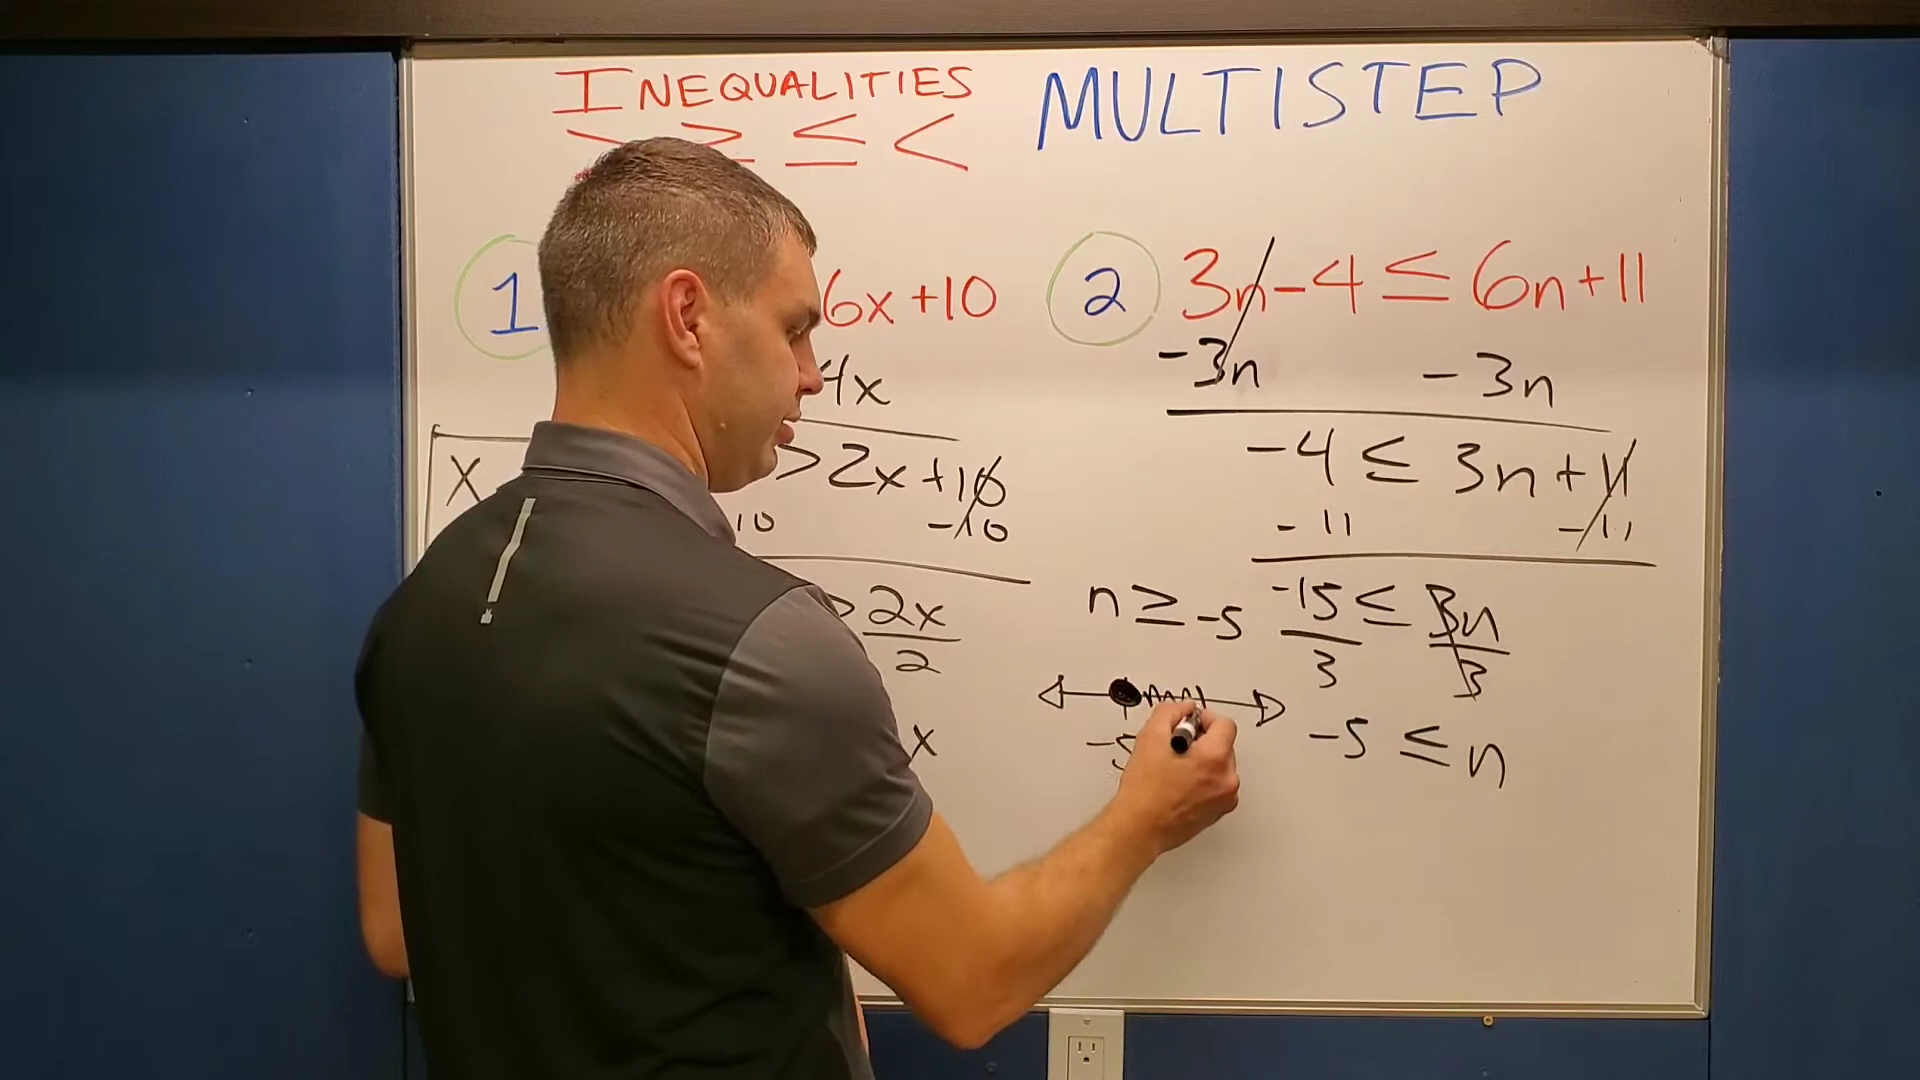 INEQUALITIES MULTISTEP
> ≥ ≤ <
1 6x+10
4x
x >2x+10
10 -10
>2x
2
x
2 3n-4≤6n+11
-3n -3n
-4≤3n+11
-11 -11
n≥-5 -15≤3n
3 3
-5 -5≤n